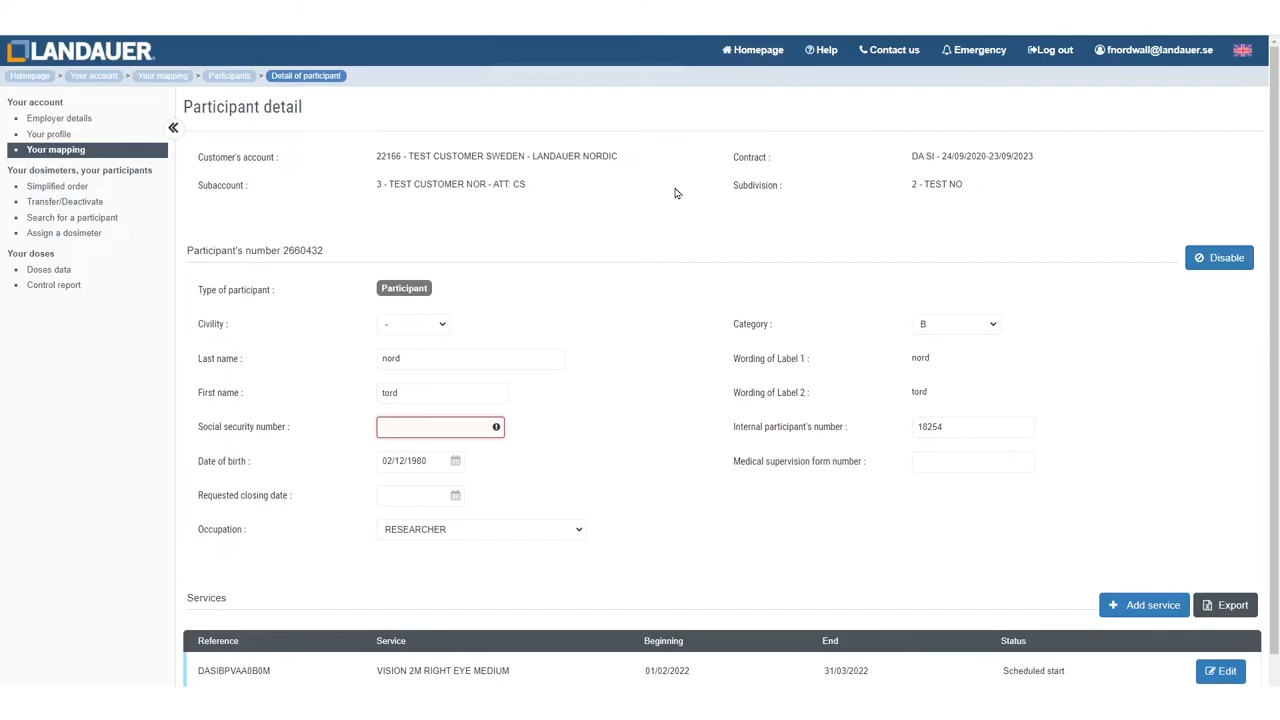 LANDAUER
Homepage Help Contact us Emergency Log out fnordwall@landauer.se
Homepage > Your account > Your mapping > Participants > Detail of participant
Your account
Employer details
Your profile
Your mapping
Your dosimeters, your participants
Simplified order
Transfer/Deactivate
Search for a participant
Assign a dosimeter
Your doses
Doses data
Control report
Participant detail
Customer's account : 22166 - TEST CUSTOMER SWEDEN - LANDAUER NORDIC Contract : DA SI - 24/09/2020-23/09/2023
Subaccount : 3 - TEST CUSTOMER NOR - ATT: CS Subdivision : 2 - TEST NO
Participant's number 2660432 Disable
Type of participant : Participant
Civility : - Category : B
Last name : nord Wording of Label 1 : nord
First name : tord Wording of Label 2 : tord
Social security number : Internal participant's number : 18254
Date of birth : 02/12/1980 Medical supervision form number :
Requested closing date :
Occupation : RESEARCHER
Services + Add service Export
Reference Service Beginning End Status
DASIBPVAA0B0M VISION 2M RIGHT EYE MEDIUM 01/02/2022 31/03/2022 Scheduled start Edit